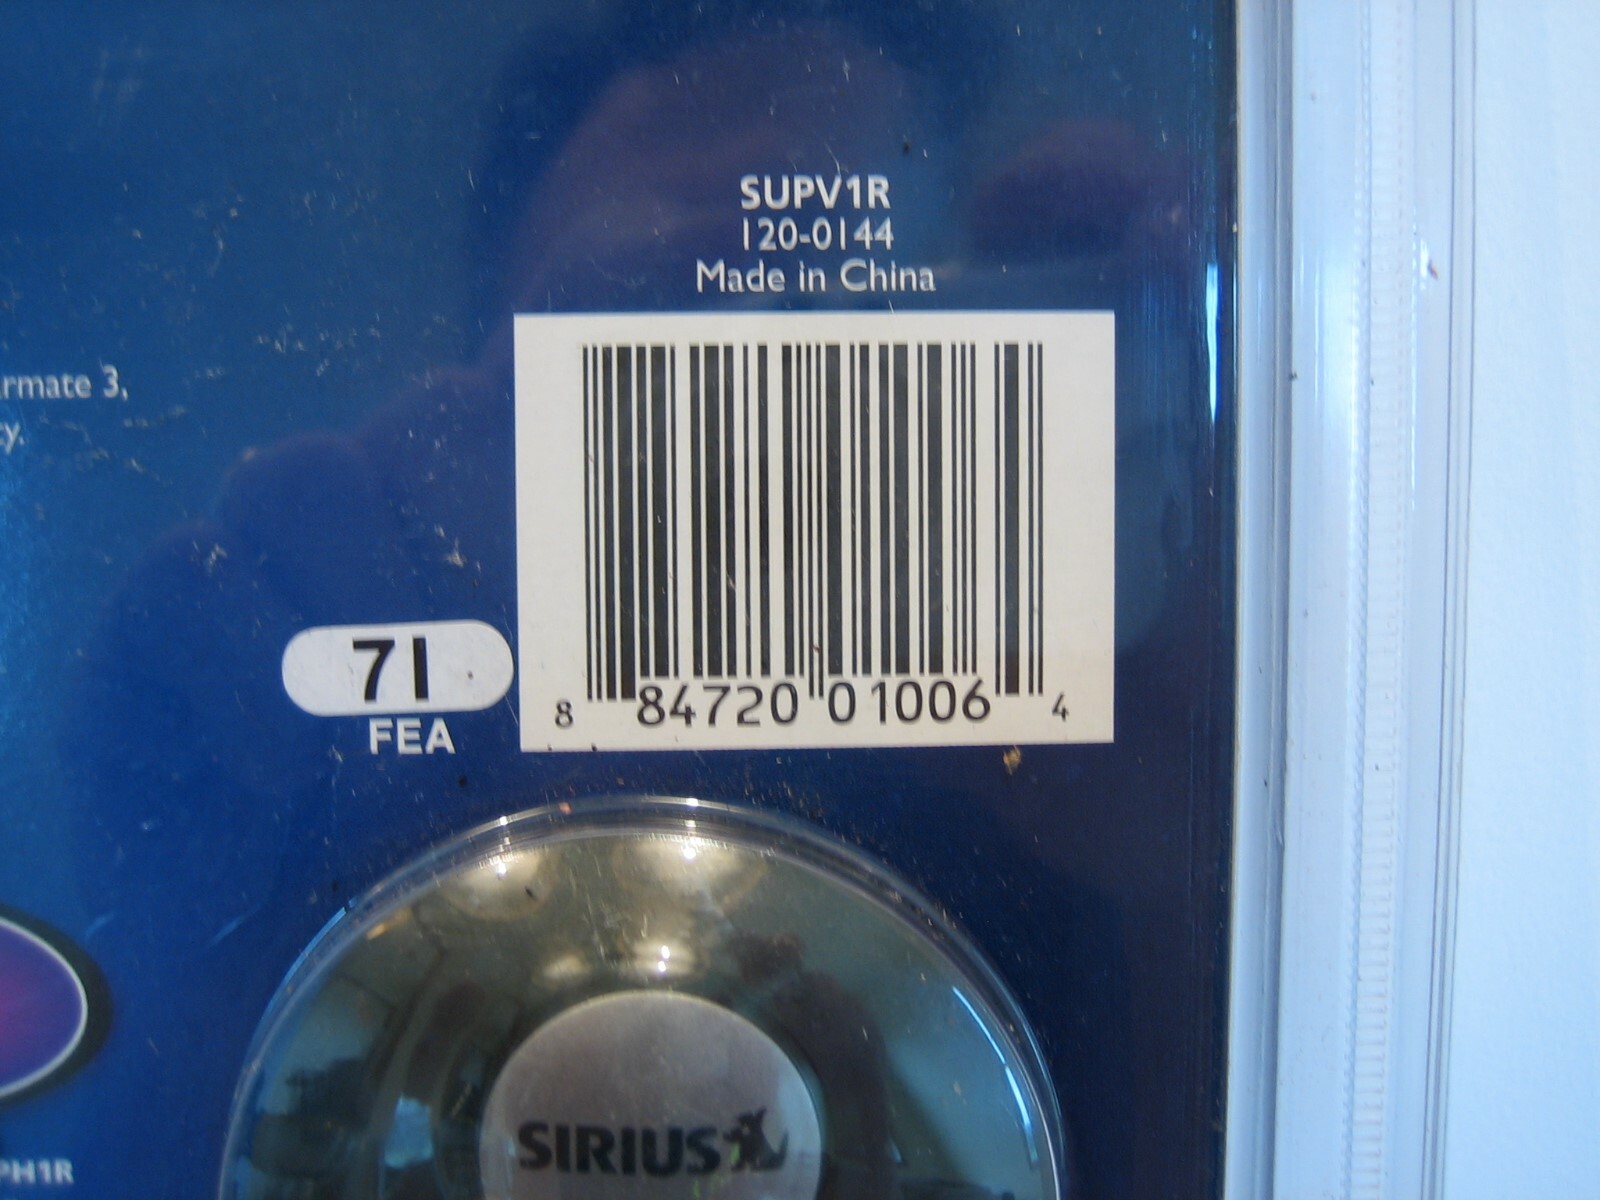 SUPV1R
120-0144
Made in China
rmate 3,
y.
8 84720 01006 4
71
FEA
SIRIUS
PH1R